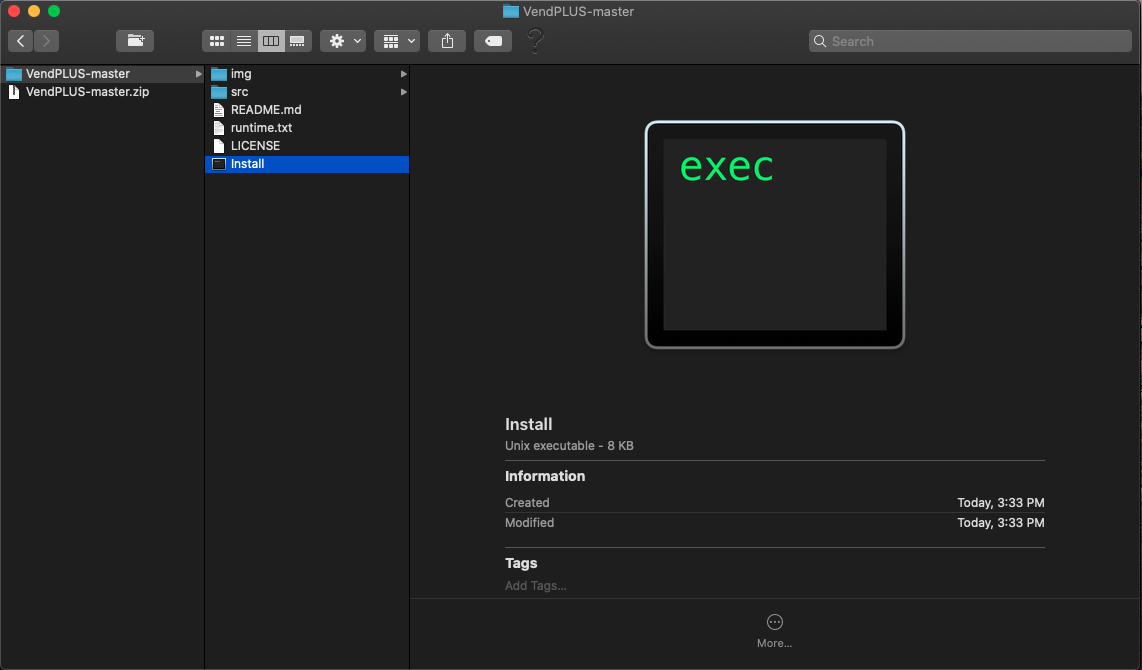 VendPLUS-master
Search
VendPLUS-master
VendPLUS-master.zip
img
src
README.md
runtime.txt
LICENSE
Install
exec
Install
Unix executable - 8 KB
Information
Created Today, 3:33 PM
Modified Today, 3:33 PM
Tags
Add Tags...
More...